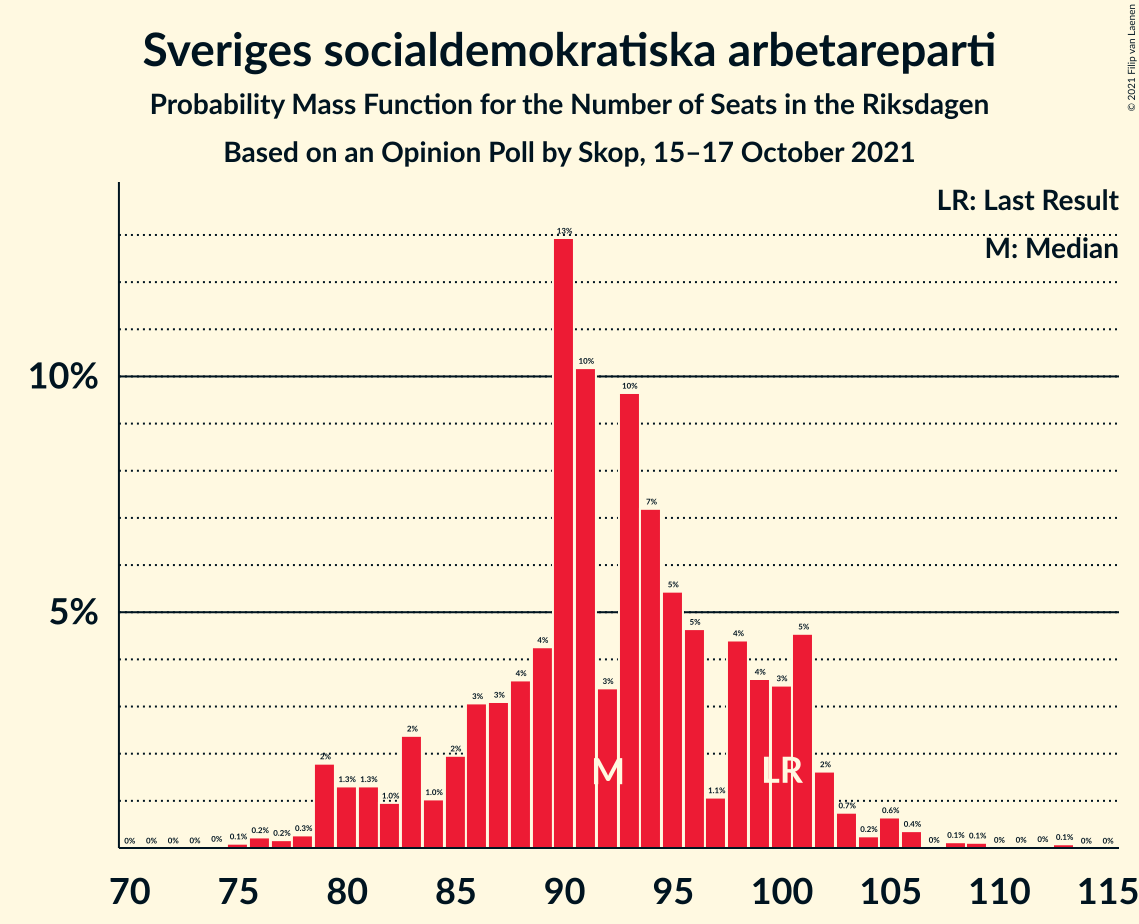 Sveriges socialdemokratiska arbetareparti
Probability Mass Function for the Number of Seats in the Riksdagen
Based on an Opinion Poll by Skop, 15–17 October 2021
© 2021 Filip van Laenen
LR: Last Result
M: Median
10%
5%
0% 0% 0% 0% 0% 0.1% 0.2% 0.2% 0.3% 2% 1.3% 1.3% 1.0% 2% 1.0% 2% 3% 3% 4% 4% 13% 10% 3% 10% 7% 5% 5% 1.1% 4% 4% 3% 5% 2% 0.7% 0.2% 0.6% 0.4% 0% 0.1% 0.1% 0% 0% 0% 0.1% 0% 0%
M LR
70 75 80 85 90 95 100 105 110 115